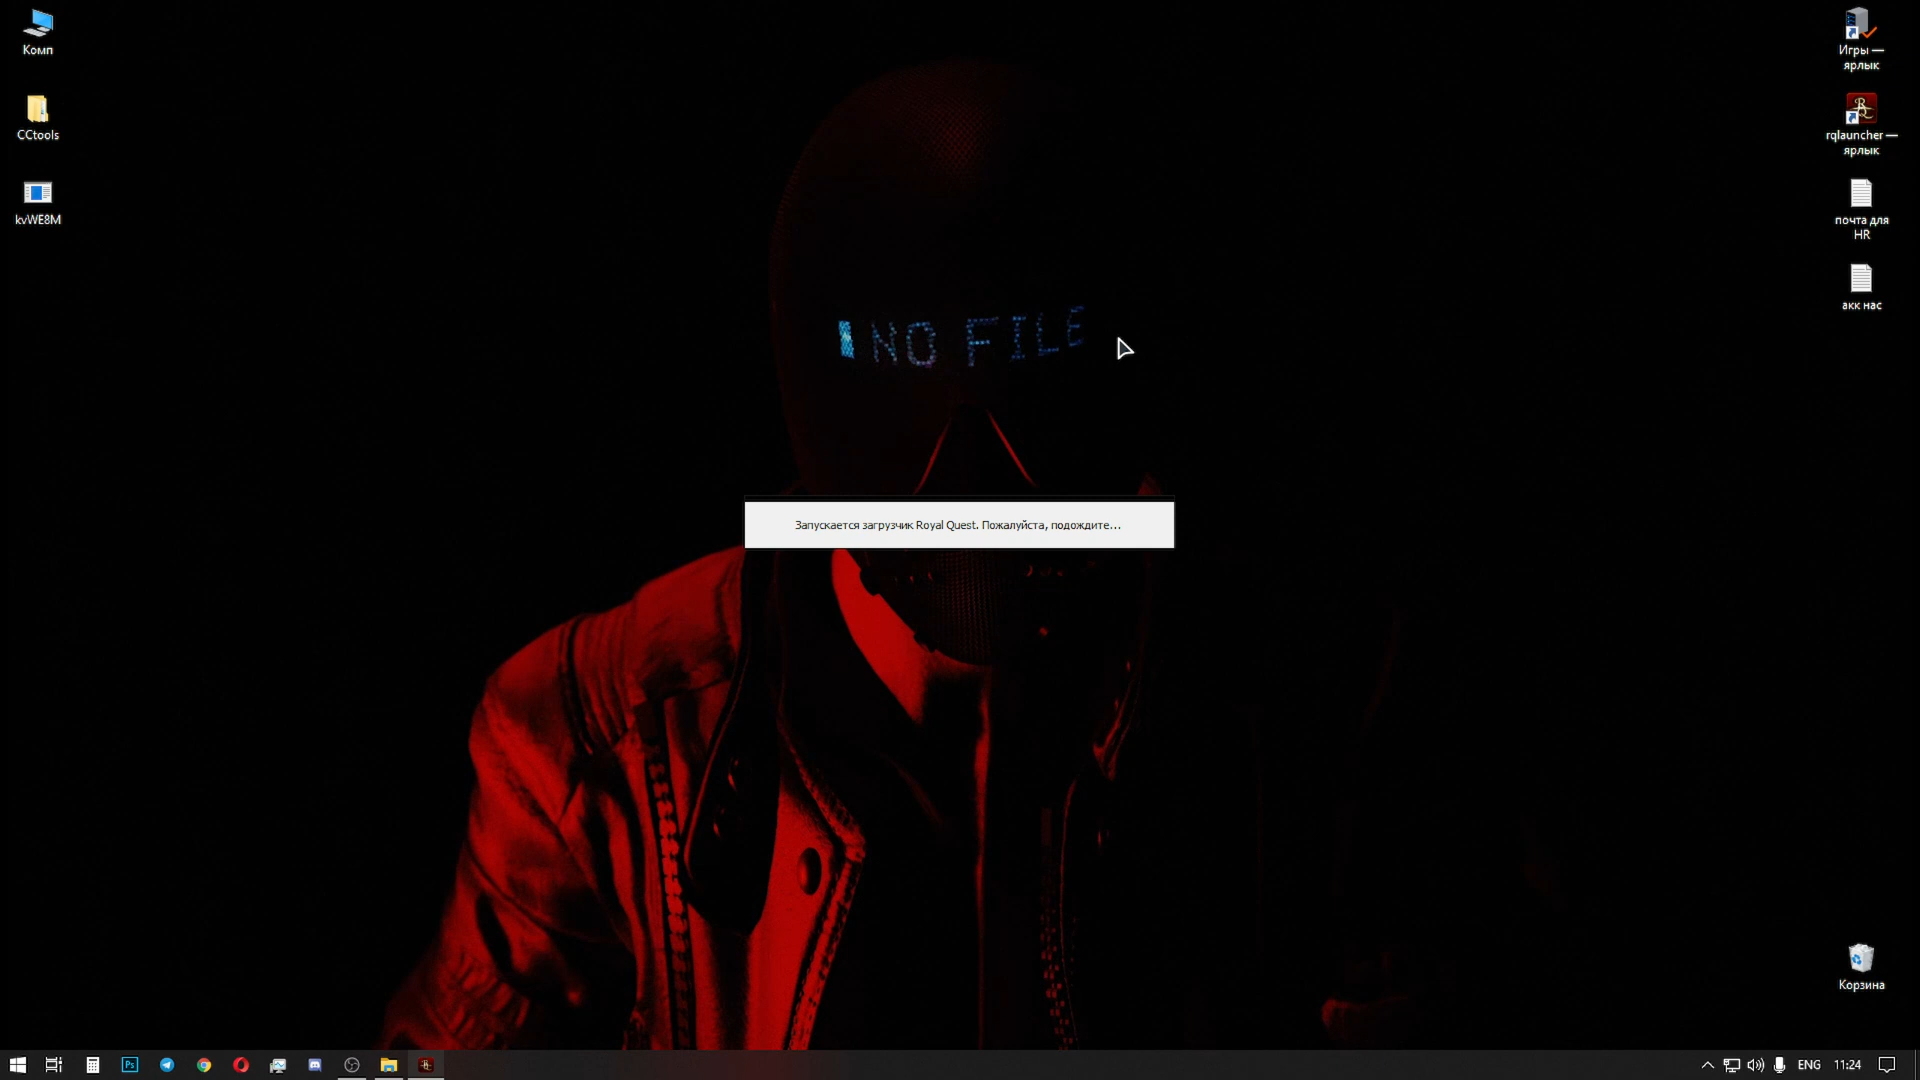 Комп
CCtools
kvWE8M
Игры —
ярлык
rqlauncher —
ярлык
почта для
HR
акк нас
NO FILE
Запускается загрузчик Royal Quest. Пожалуйста, подождите...
Корзина
Ps
ENG
11:24